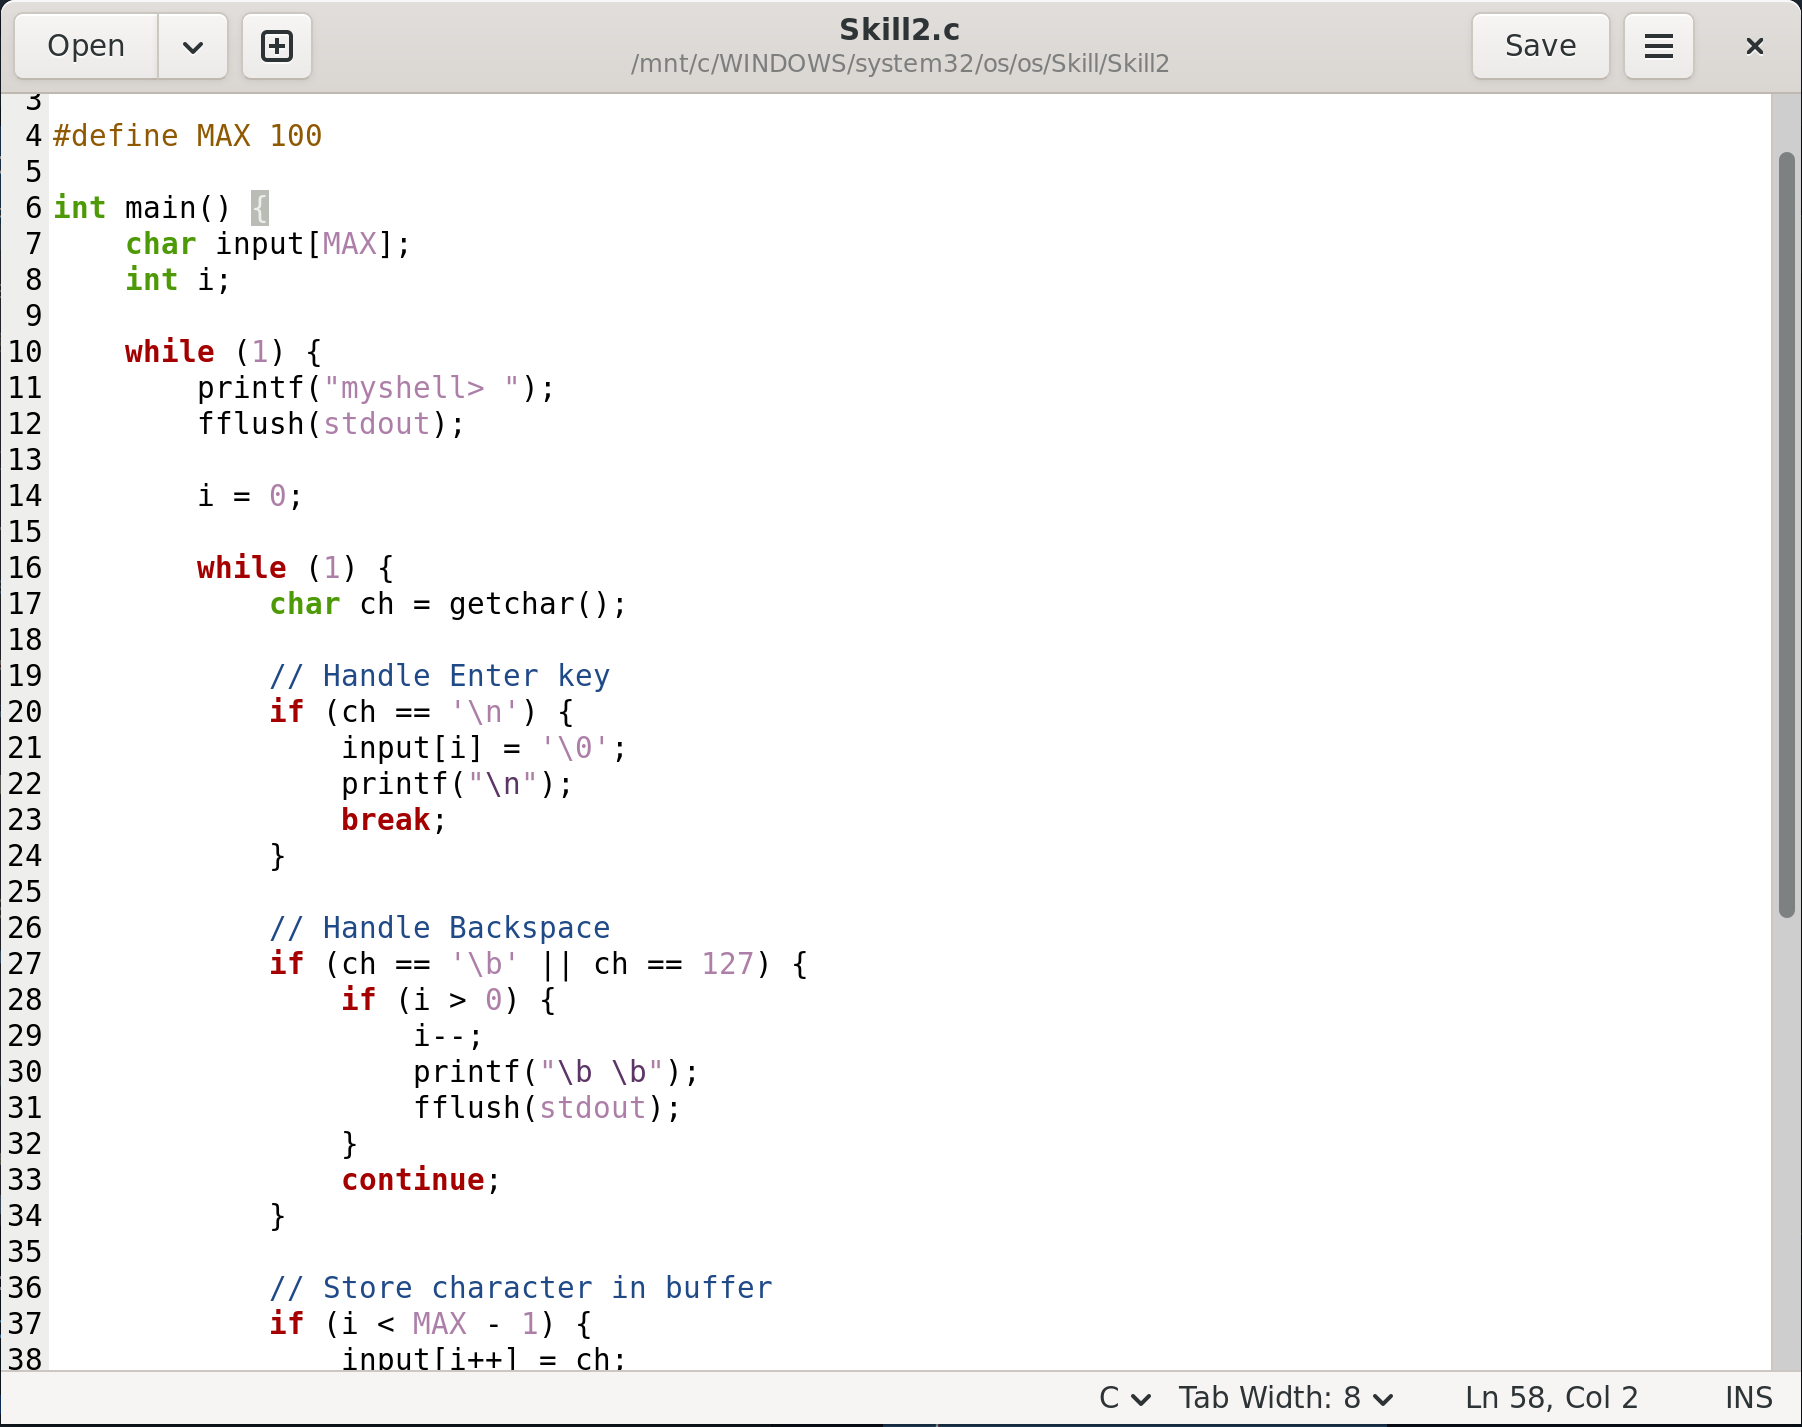 Open
Skill2.c
/mnt/c/WINDOWS/system32/os/os/Skill/Skill2
Save
3
4 #define MAX 100
5
6 int main() {
7     char input[MAX];
8     int i;
9
10     while (1) {
11         printf("myshell> ");
12         fflush(stdout);
13
14         i = 0;
15
16         while (1) {
17             char ch = getchar();
18
19             // Handle Enter key
20             if (ch == '\n') {
21                 input[i] = '\0';
22                 printf("\n");
23                 break;
24             }
25
26             // Handle Backspace
27             if (ch == '\b' || ch == 127) {
28                 if (i > 0) {
29                     i--;
30                     printf("\b \b");
31                     fflush(stdout);
32                 }
33                 continue;
34             }
35
36             // Store character in buffer
37             if (i < MAX - 1) {
38                 input[i++] = ch;
C Tab Width: 8 Ln 58, Col 2 INS